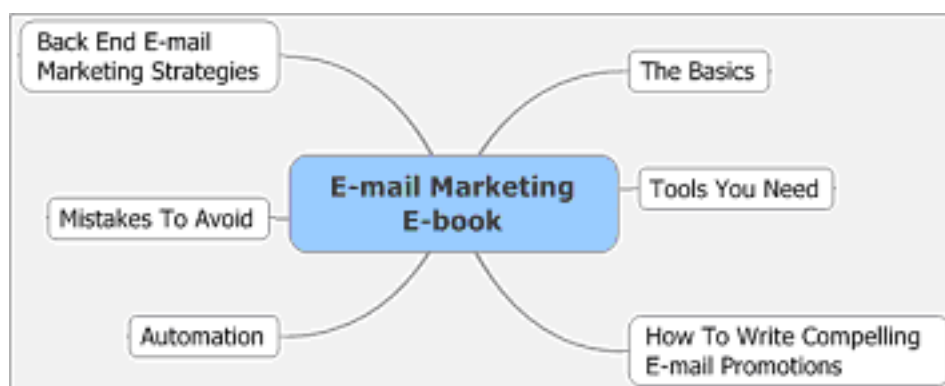 Back End E-mail
Marketing Strategies
The Basics
E-mail Marketing
E-book
Tools You Need
Mistakes To Avoid
Automation
How To Write Compelling
E-mail Promotions